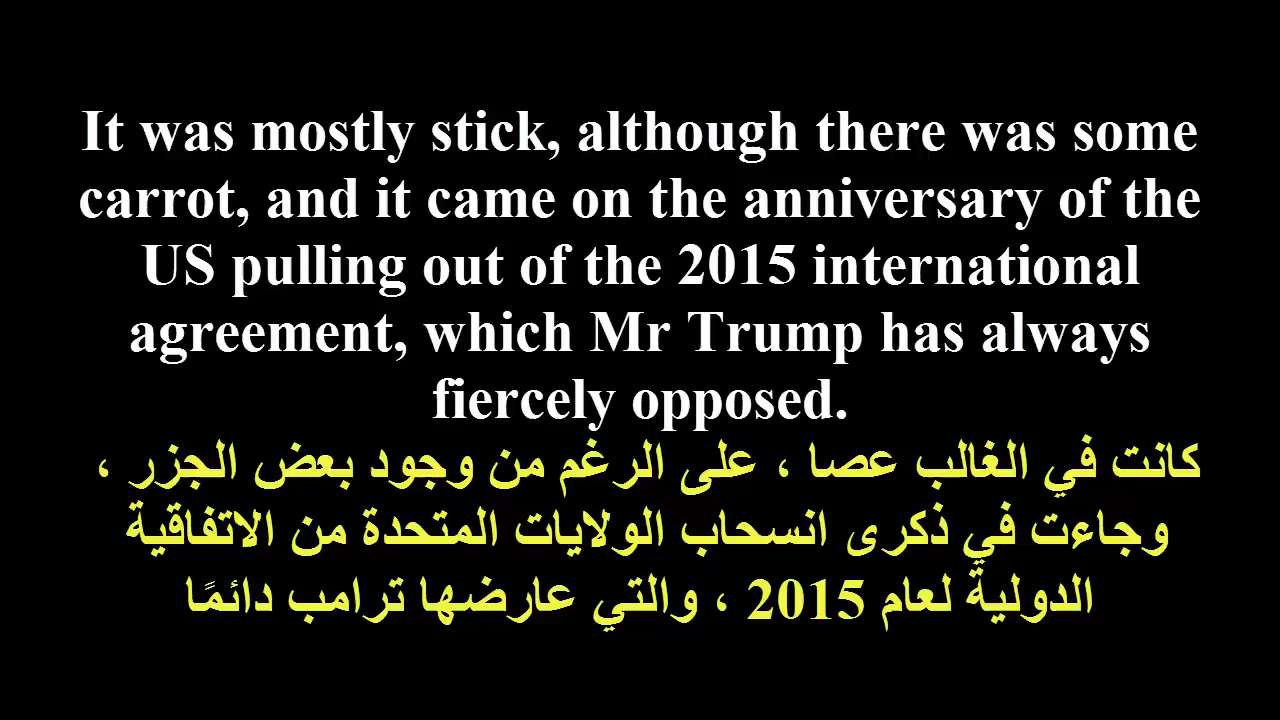 It was mostly stick, although there was some
carrot, and it came on the anniversary of the
US pulling out of the 2015 international
agreement, which Mr Trump has always
fiercely opposed.
كانت في الغالب عصا ، على الرغم من وجود بعض الجزر ،
وجاءت في ذكرى انسحاب الولايات المتحدة من الاتفاقية
الدولية لعام 2015 ، والتي عارضها ترامب دائمًا